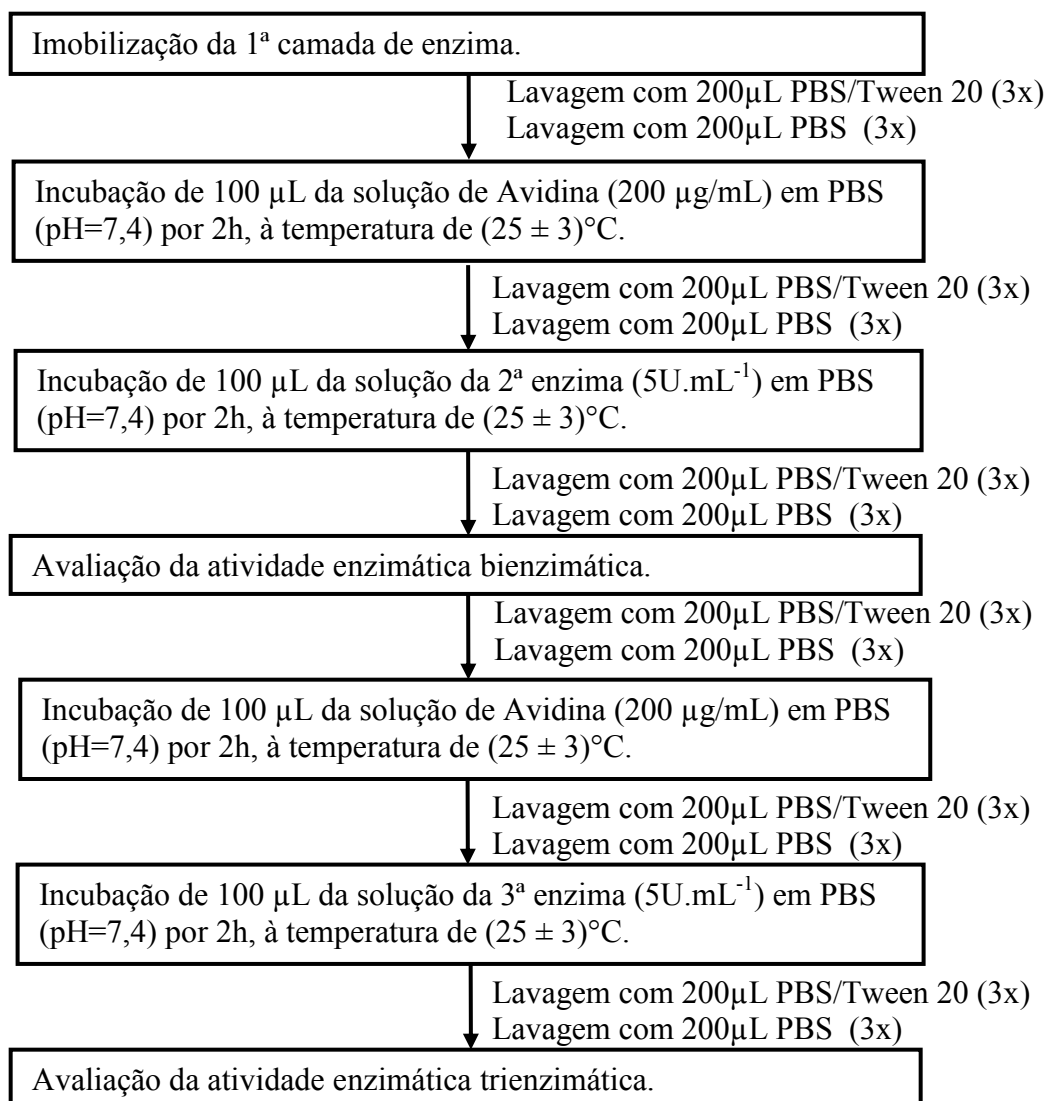 Imobilização da 1ª camada de enzima.
Lavagem com 200µL PBS/Tween 20 (3x)
Lavagem com 200µL PBS (3x)
Incubação de 100 µL da solução de Avidina (200 µg/mL) em PBS
(pH=7,4) por 2h, à temperatura de (25 ± 3)°C.
Lavagem com 200µL PBS/Tween 20 (3x)
Lavagem com 200µL PBS (3x)
Incubação de 100 µL da solução da 2ª enzima (5U.mL⁻¹) em PBS
(pH=7,4) por 2h, à temperatura de (25 ± 3)°C.
Lavagem com 200µL PBS/Tween 20 (3x)
Lavagem com 200µL PBS (3x)
Avaliação da atividade enzimática bienzimática.
Lavagem com 200µL PBS/Tween 20 (3x)
Lavagem com 200µL PBS (3x)
Incubação de 100 µL da solução de Avidina (200 µg/mL) em PBS
(pH=7,4) por 2h, à temperatura de (25 ± 3)°C.
Lavagem com 200µL PBS/Tween 20 (3x)
Lavagem com 200µL PBS (3x)
Incubação de 100 µL da solução da 3ª enzima (5U.mL⁻¹) em PBS
(pH=7,4) por 2h, à temperatura de (25 ± 3)°C.
Lavagem com 200µL PBS/Tween 20 (3x)
Lavagem com 200µL PBS (3x)
Avaliação da atividade enzimática trienzimática.